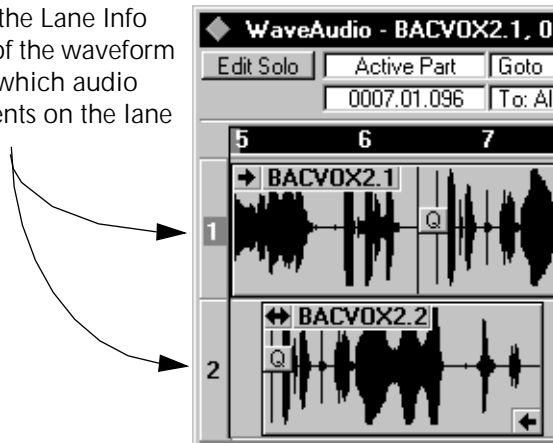 the Lane Info
of the waveform
which audio
ents on the lane
WaveAudio - BACVOX2.1, 0
Edit Solo Active Part Goto
0007.01.096 To: Al
5 6 7
BACVOX2.1
1
Q
BACVOX2.2
Q
2